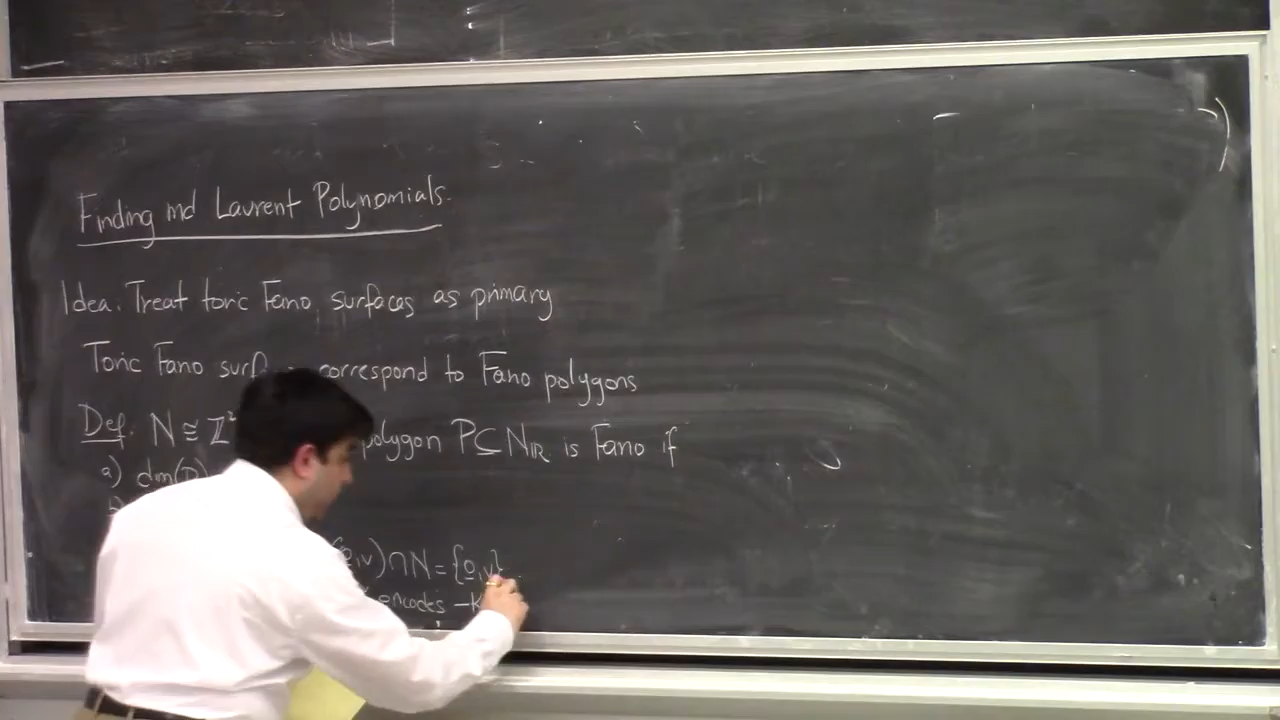 Finding md Laurent Polynomials.
Idea. Treat toric Fano surfaces as primary
Toric Fano surf correspond to Fano polygons
Def. N ≅ ℤ² polygon P ⊆ N_ℝ is Fano if
a) dim(P)
,v) ∩ N = {0, v}
encodes -K